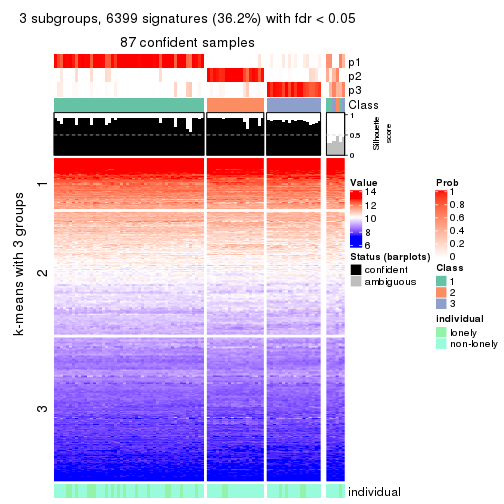 3 subgroups, 6399 signatures (36.2%) with fdr < 0.05
87 confident samples
p1
p2
p3
Class
1
0.5
0
Silhouette
score
k-means with 3 groups
1
2
3
individual
Value
14
12
10
8
6
Status (barplots)
confident
ambiguous
Prob
1
0.8
0.6
0.4
0.2
0
Class
1
2
3
individual
lonely
non-lonely